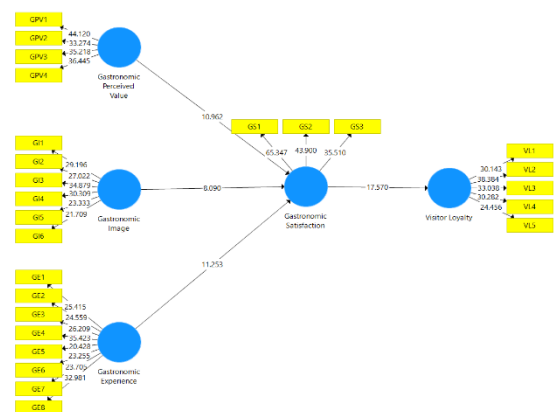 GPV1
GPV2
GPV3
GPV4
44.120
33.274
35.218
36.445
Gastronomic
Perceived
Value
10.962
GS1
GS2
GS3
65.347
43.900
35.510
GI1
GI2
GI3
GI4
GI5
GI6
29.196
27.022
34.879
30.309
23.333
21.709
Gastronomic
Image
8.090
Gastronomic
Satisfaction
17.570
Visitor Loyalty
30.143
38.384
33.038
30.282
24.456
VL1
VL2
VL3
VL4
VL5
11.253
GE1
GE2
GE3
GE4
GE5
GE6
GE7
GE8
25.415
24.559
26.209
35.423
20.428
23.255
23.705
32.981
Gastronomic
Experience